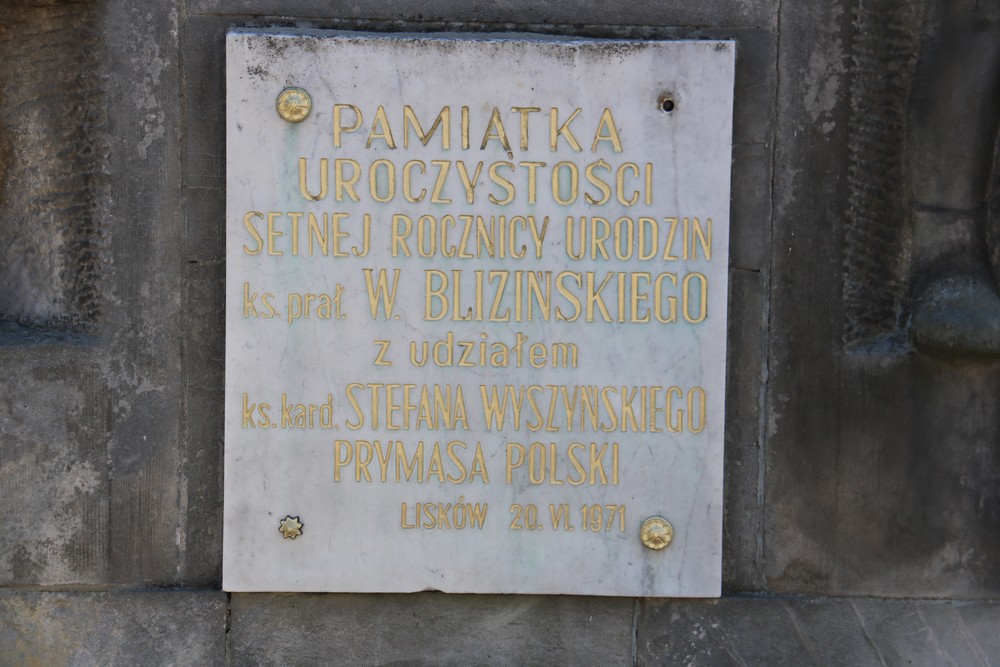 PAMIĄTKA
UROCZYSTOŚCI
SETNEJ ROCZNICY URODZIN
ks. prał. W. BLIZIŃSKIEGO
z udziałem
ks. kard. STEFANA WYSZYŃSKIEGO
PRYMASA POLSKI
LISKÓW 20. VI. 1971